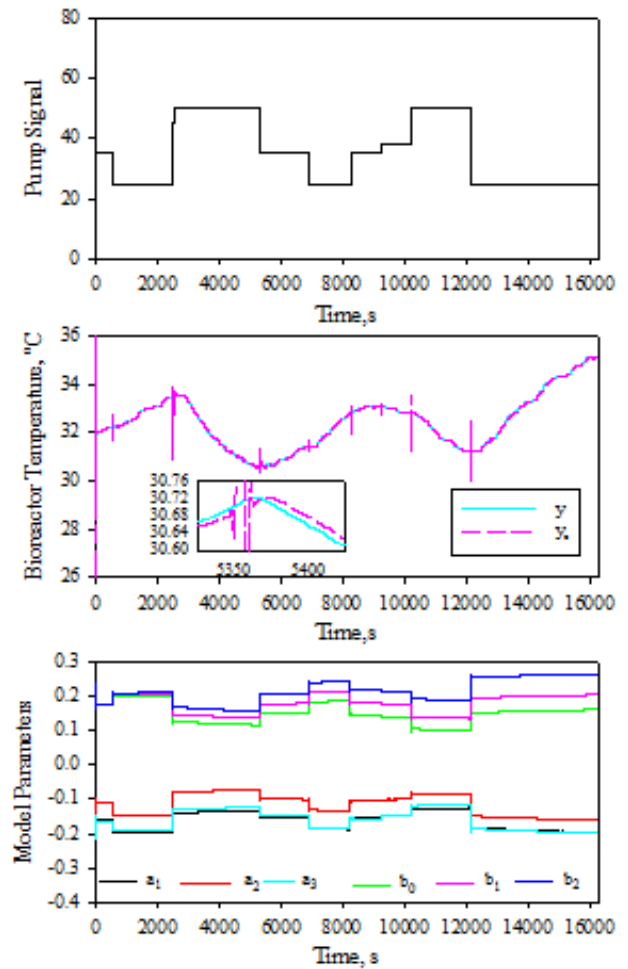 80
60
40
20
0
Pump Signal
0 2000 4000 6000 8000 10000 12000 14000 16000
Time,s
36
34
32
30
28
26
Bioreactor Temperature, ºC
30.76
30.72
30.68
30.64
30.60
5350 5400
y
yₛ
0 2000 4000 6000 8000 10000 12000 14000 16000
Time,s
0.3
0.2
0.1
0.0
-0.1
-0.2
-0.3
-0.4
Model Parameters
a₁ a₂ a₃ b₀ b₁ b₂
0 2000 4000 6000 8000 10000 12000 14000 16000
Time, s